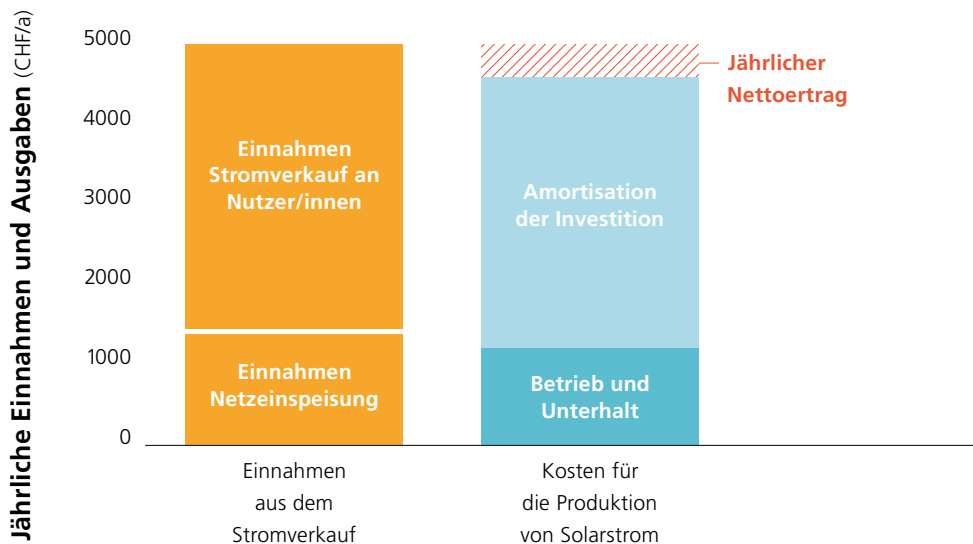 Jährliche Einnahmen und Ausgaben (CHF/a)
5000
4000
3000
2000
1000
0
Einnahmen
Stromverkauf an
Nutzer/innen
Einnahmen
Netzeinspeisung
Amortisation
der Investition
Betrieb und
Unterhalt
Jährlicher
Nettoertrag
Einnahmen
aus dem
Stromverkauf
Kosten für
die Produktion
von Solarstrom